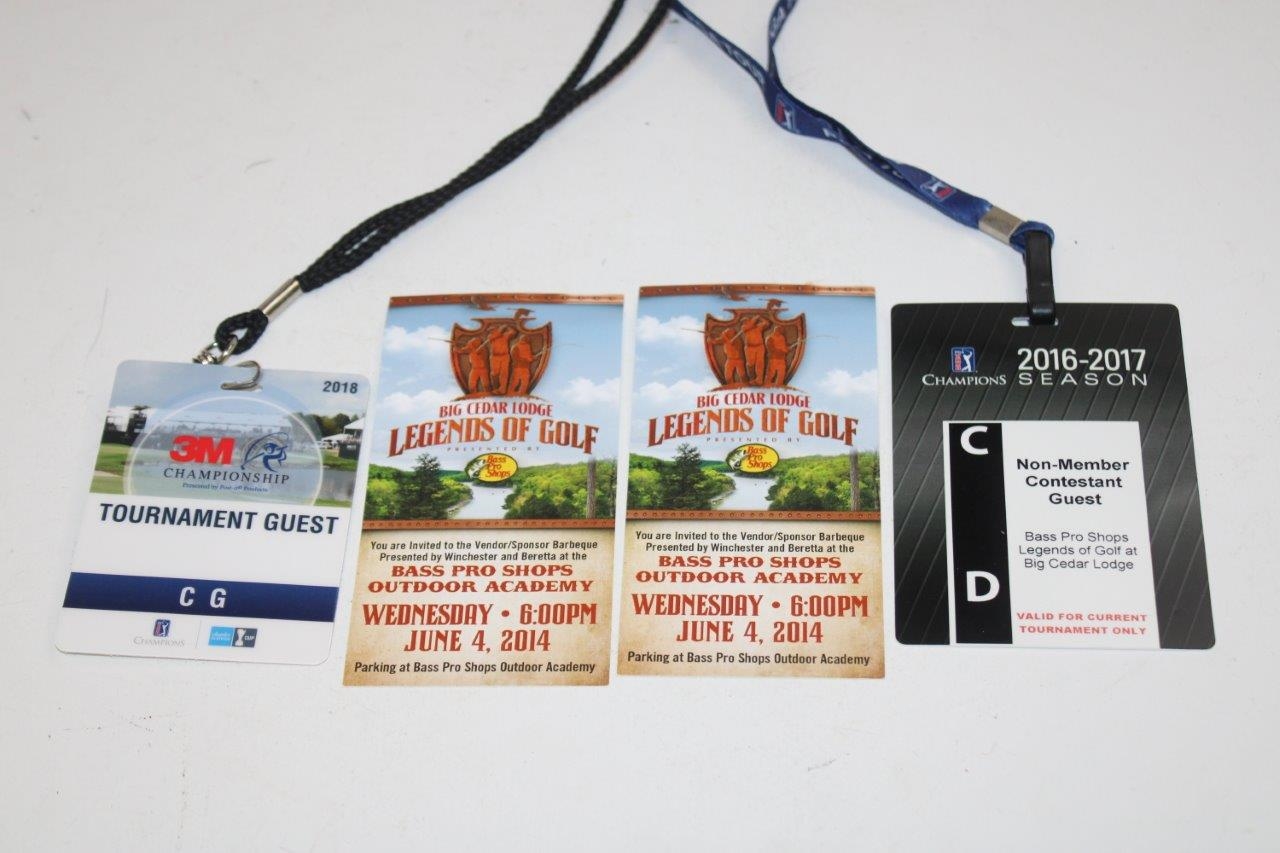 2018
3M
CHAMPIONSHIP
Presented by Post-it® Products
TOURNAMENT GUEST
C G
CHAMPIONS
CUP
BIG CEDAR LODGE
LEGENDS OF GOLF
PRESENTED BY
Bass
Pro
Shops
You are Invited to the Vendor/Sponsor Barbeque
Presented by Winchester and Beretta at the
BASS PRO SHOPS
OUTDOOR ACADEMY
WEDNESDAY • 6:00PM
JUNE 4, 2014
Parking at Bass Pro Shops Outdoor Academy
BIG CEDAR LODGE
LEGENDS OF GOLF
PRESENTED BY
Bass
Pro
Shops
You are Invited to the Vendor/Sponsor Barbeque
Presented by Winchester and Beretta at the
BASS PRO SHOPS
OUTDOOR ACADEMY
WEDNESDAY • 6:00PM
JUNE 4, 2014
Parking at Bass Pro Shops Outdoor Academy
CHAMPIONS
2016-2017
SEASON
C
D
Non-Member
Contestant
Guest
Bass Pro Shops
Legends of Golf at
Big Cedar Lodge
VALID FOR CURRENT
TOURNAMENT ONLY